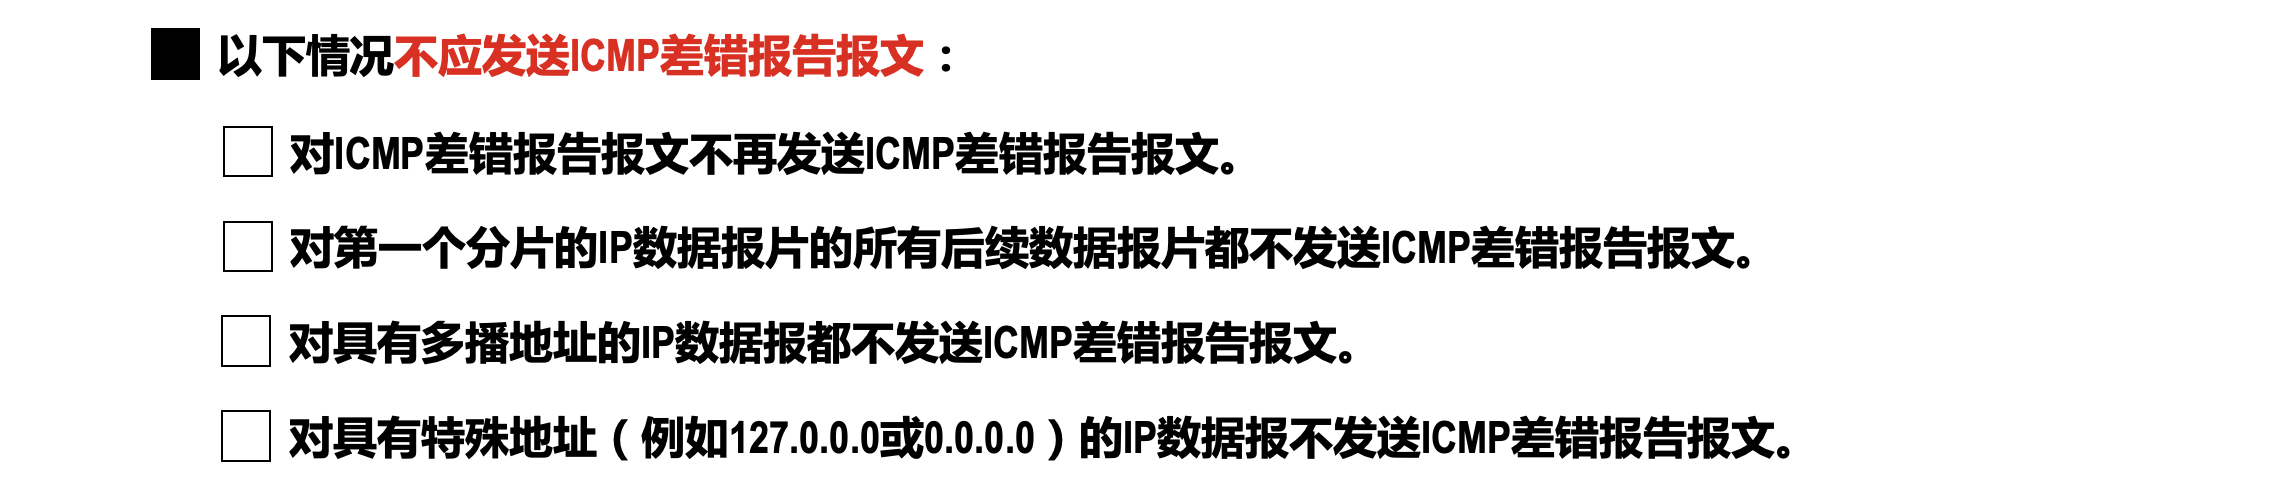 以下情况不应发送ICMP差错报告报文：
对ICMP差错报告报文不再发送ICMP差错报告报文。
对第一个分片的IP数据报片的所有后续数据报片都不发送ICMP差错报告报文。
对具有多播地址的IP数据报都不发送ICMP差错报告报文。
对具有特殊地址（例如127.0.0.0或0.0.0.0）的IP数据报不发送ICMP差错报告报文。